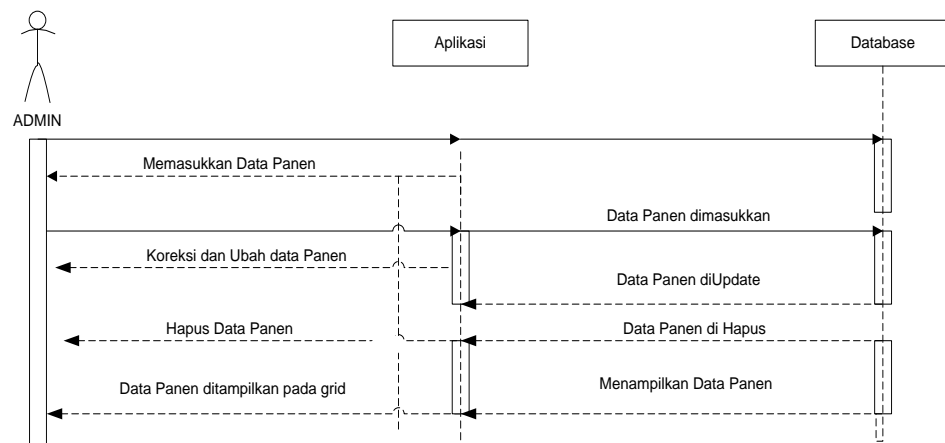 Aplikasi
Database
ADMIN
Memasukkan Data Panen
Data Panen dimasukkan
Koreksi dan Ubah data Panen
Data Panen diUpdate
Hapus Data Panen
Data Panen di Hapus
Data Panen ditampilkan pada grid
Menampilkan Data Panen